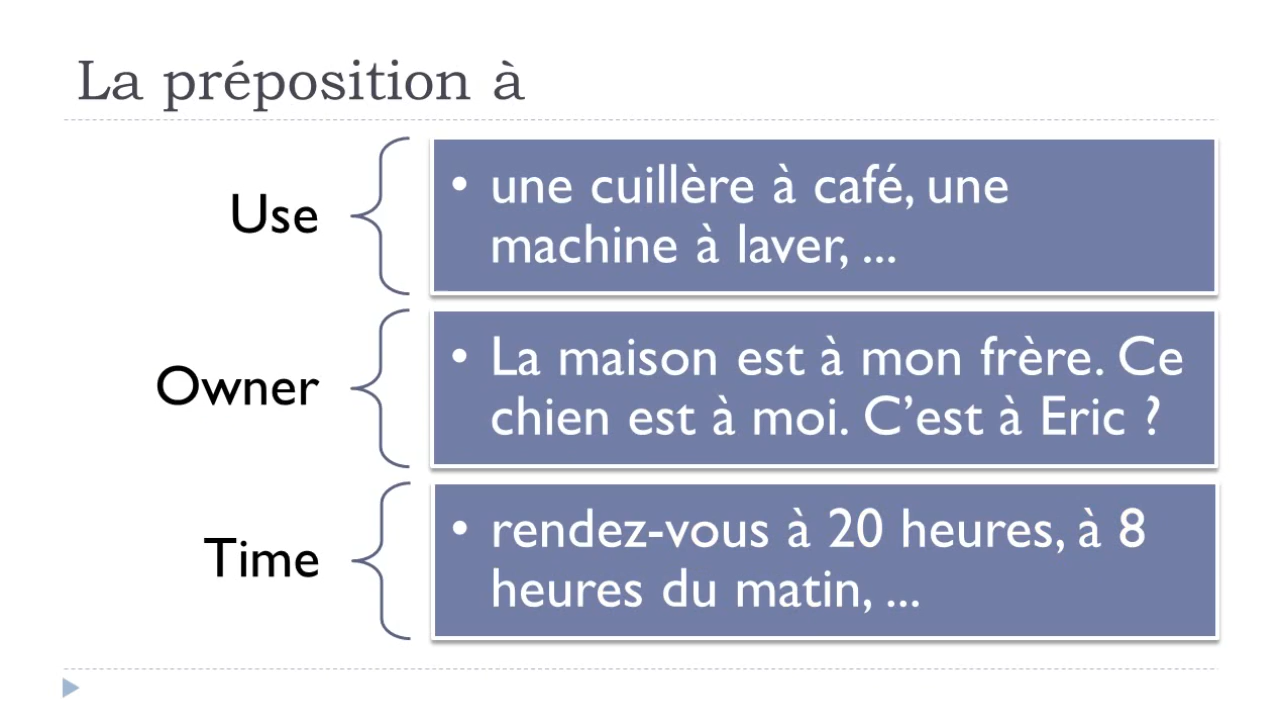 La préposition à
Use
• une cuillère à café, une
machine à laver, ...
Owner
• La maison est à mon frère. Ce
chien est à moi. C’est à Eric ?
Time
• rendez-vous à 20 heures, à 8
heures du matin, ...